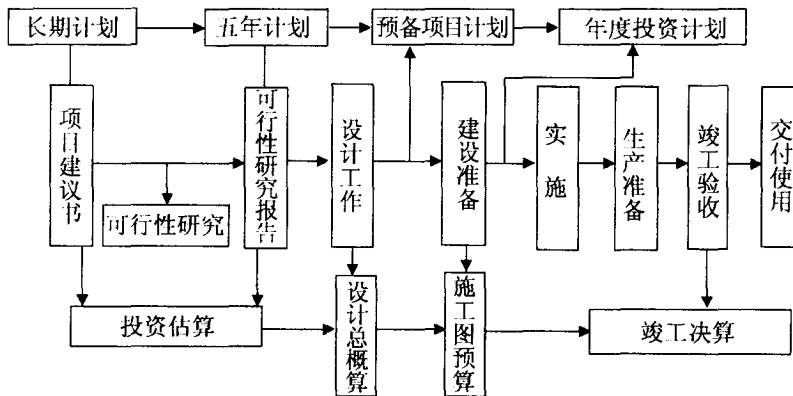 长期计划
五年计划
预备项目计划
年度投资计划
项目建议书
可行性研究
可行性研究报告
设计工作
建设准备
实施
生产准备
竣工验收
交付使用
投资估算
设计总概算
施工图预算
竣工决算